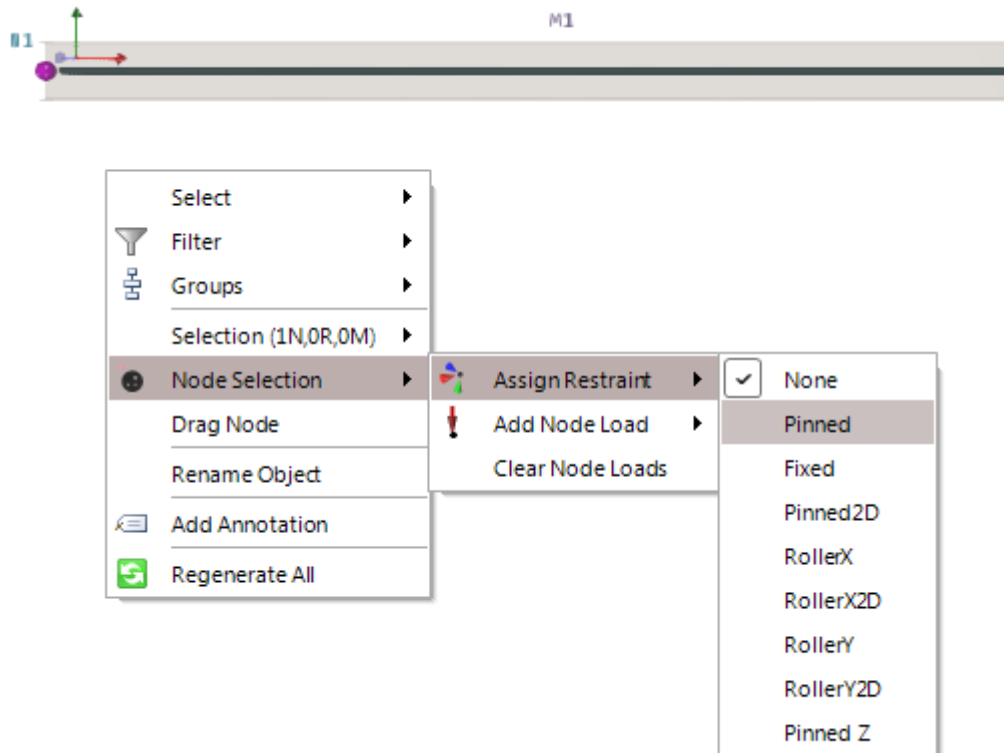 M1
N1
Select
Filter
Groups
Selection (1N,0R,0M)
Node Selection
Drag Node
Rename Object
Add Annotation
Regenerate All
Assign Restraint
Add Node Load
Clear Node Loads
None
Pinned
Fixed
Pinned2D
RollerX
RollerX2D
RollerY
RollerY2D
Pinned Z